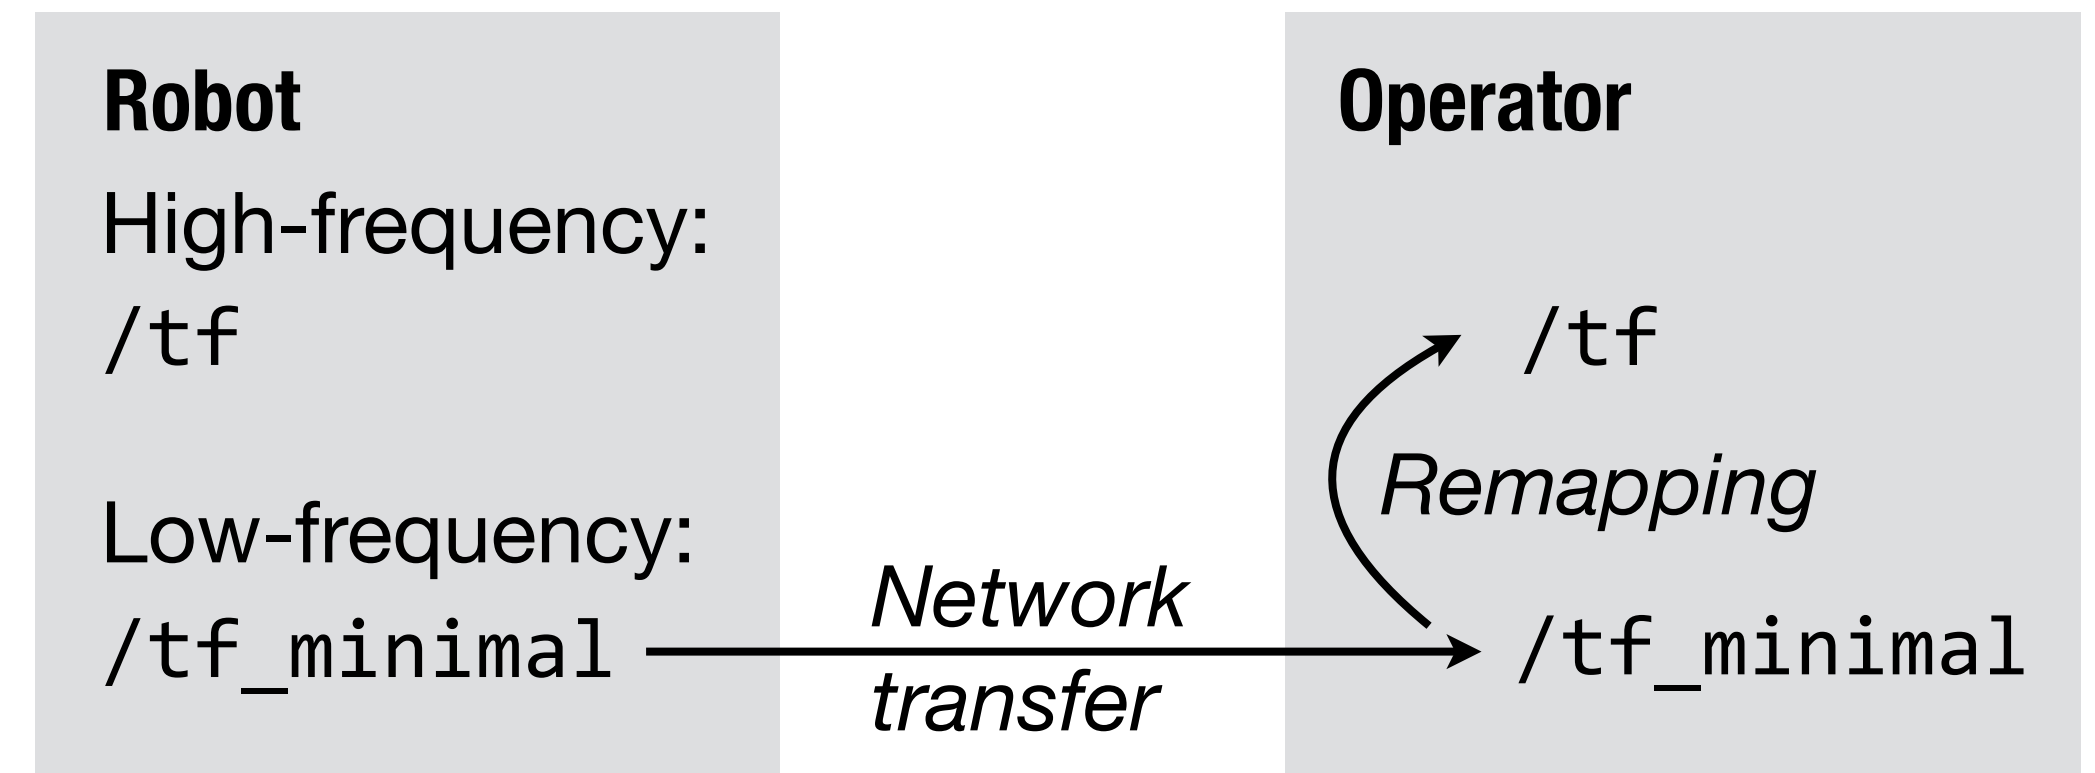 Robot
High-frequency:
/tf
Low-frequency:
/tf_minimal
Network
transfer
Operator
/tf
Remapping
/tf_minimal